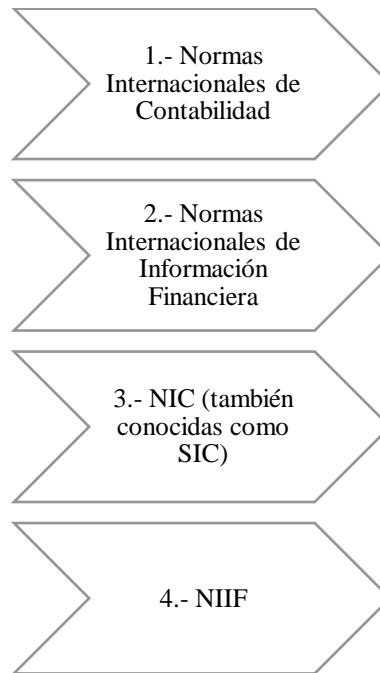 1.- Normas
Internacionales de
Contabilidad
2.- Normas
Internacionales de
Información
Financiera
3.- NIC (también
conocidas como
SIC)
4.- NIIF